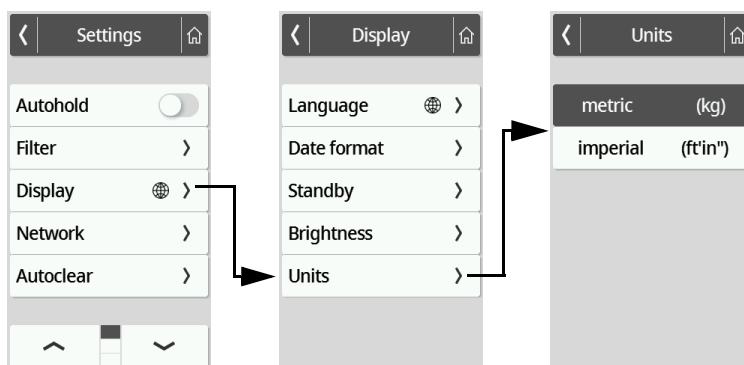 Settings
Autohold
Filter
Display
Network
Autoclear
Display
Language
Date format
Standby
Brightness
Units
Units
metric (kg)
imperial (ft'in")